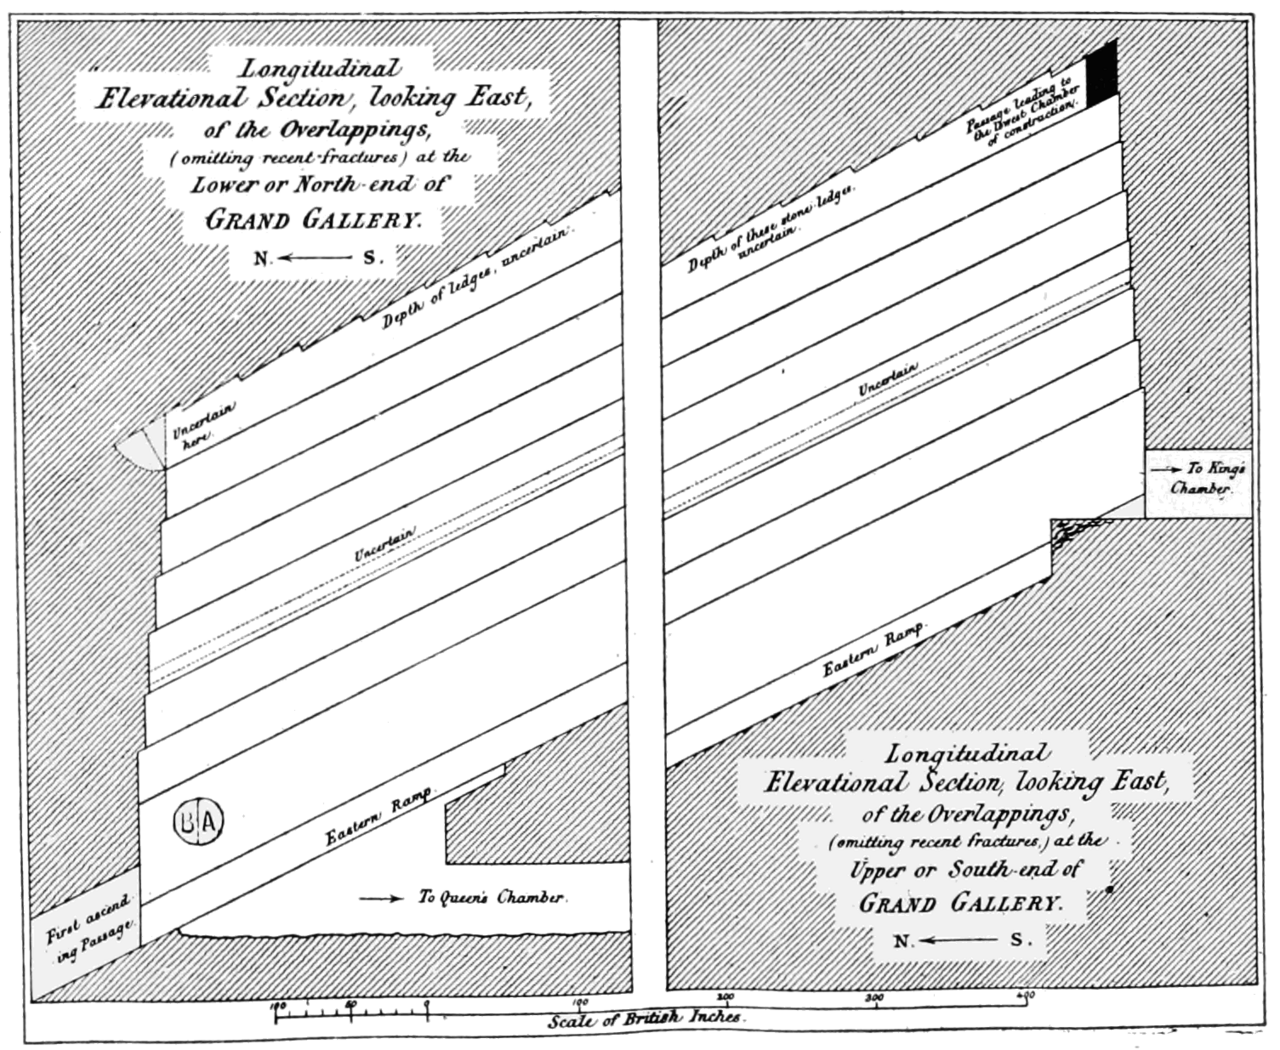 Longitudinal
Elevational Section, looking East,
of the Overlappings,
(omitting recent fractures) at the
Lower or North-end of
GRAND GALLERY.
N. S.
Depth of ledges, uncertain.
Uncertain
here.
Uncertain
B A
Eastern Ramp.
To Queen's Chamber.
First ascend-
ing Passage.
Passage leading to
the lowest Chamber
of construction.
Depth of these stone-ledges,
uncertain.
Uncertain
To King's
Chamber.
Eastern Ramp.
Longitudinal
Elevational Section, looking East,
of the Overlappings,
(omitting recent fractures,) at the
Upper or South-end of
GRAND GALLERY.
N. S.
100 50 0 100 200 300 400
Scale of British Inches.